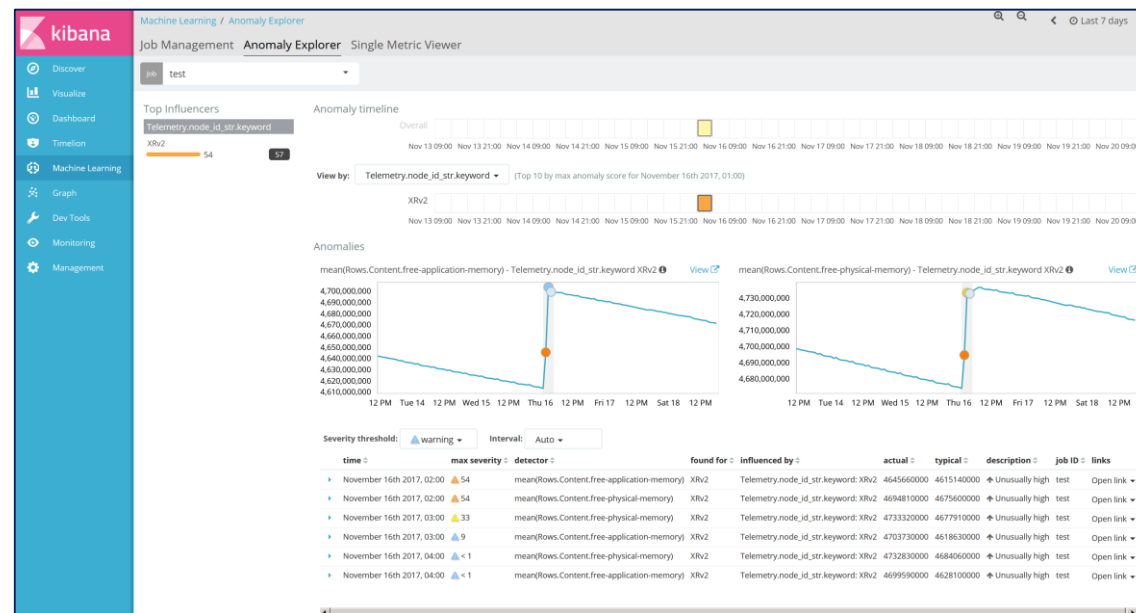 kibana
Discover
Visualize
Dashboard
Timelion
Machine Learning
Graph
Dev Tools
Monitoring
Management
Machine Learning / Anomaly Explorer
Last 7 days
Job Management Anomaly Explorer Single Metric Viewer
job test
Top Influencers
Telemetry.node_id_str.keyword
XRv2
54 57
Anomaly timeline
Overall
Nov 13 09:00 Nov 13 21:00 Nov 14 09:00 Nov 14 21:00 Nov 15 09:00 Nov 15 21:00 Nov 16 09:00 Nov 16 21:00 Nov 17 09:00 Nov 17 21:00 Nov 18 09:00 Nov 18 21:00 Nov 19 09:00 Nov 19 21:00 Nov 20 09:0
View by: Telemetry.node_id_str.keyword (Top 10 by max anomaly score for November 16th 2017, 01:00)
XRv2
Nov 13 09:00 Nov 13 21:00 Nov 14 09:00 Nov 14 21:00 Nov 15 09:00 Nov 15 21:00 Nov 16 09:00 Nov 16 21:00 Nov 17 09:00 Nov 17 21:00 Nov 18 09:00 Nov 18 21:00 Nov 19 09:00 Nov 19 21:00 Nov 20 09:0
Anomalies
mean(Rows.Content.free-application-memory) - Telemetry.node_id_str.keyword XRv2 View
4,700,000,000
4,690,000,000
4,680,000,000
4,670,000,000
4,660,000,000
4,650,000,000
4,640,000,000
4,630,000,000
4,620,000,000
4,610,000,000
12 PM Tue 14 12 PM Wed 15 12 PM Thu 16 12 PM Fri 17 12 PM Sat 18 12 PM
mean(Rows.Content.free-physical-memory) - Telemetry.node_id_str.keyword XRv2 View
4,730,000,000
4,720,000,000
4,710,000,000
4,700,000,000
4,690,000,000
4,680,000,000
12 PM Tue 14 12 PM Wed 15 12 PM Thu 16 12 PM Fri 17 12 PM Sat 18 12 PM
Severity threshold: warning Interval: Auto
time max severity detector found for influenced by actual typical description job ID links
November 16th 2017, 02:00 54 mean(Rows.Content.free-application-memory) XRv2 Telemetry.node_id_str.keyword: XRv2 4645660000 4615140000 Unusually high test Open link
November 16th 2017, 02:00 54 mean(Rows.Content.free-physical-memory) XRv2 Telemetry.node_id_str.keyword: XRv2 4694810000 4675600000 Unusually high test Open link
November 16th 2017, 03:00 33 mean(Rows.Content.free-physical-memory) XRv2 Telemetry.node_id_str.keyword: XRv2 4733320000 4677910000 Unusually high test Open link
November 16th 2017, 03:00 9 mean(Rows.Content.free-application-memory) XRv2 Telemetry.node_id_str.keyword: XRv2 4703730000 4618630000 Unusually high test Open link
November 16th 2017, 04:00 < 1 mean(Rows.Content.free-physical-memory) XRv2 Telemetry.node_id_str.keyword: XRv2 4732830000 4684060000 Unusually high test Open link
November 16th 2017, 04:00 < 1 mean(Rows.Content.free-application-memory) XRv2 Telemetry.node_id_str.keyword: XRv2 4699590000 4628100000 Unusually high test Open link